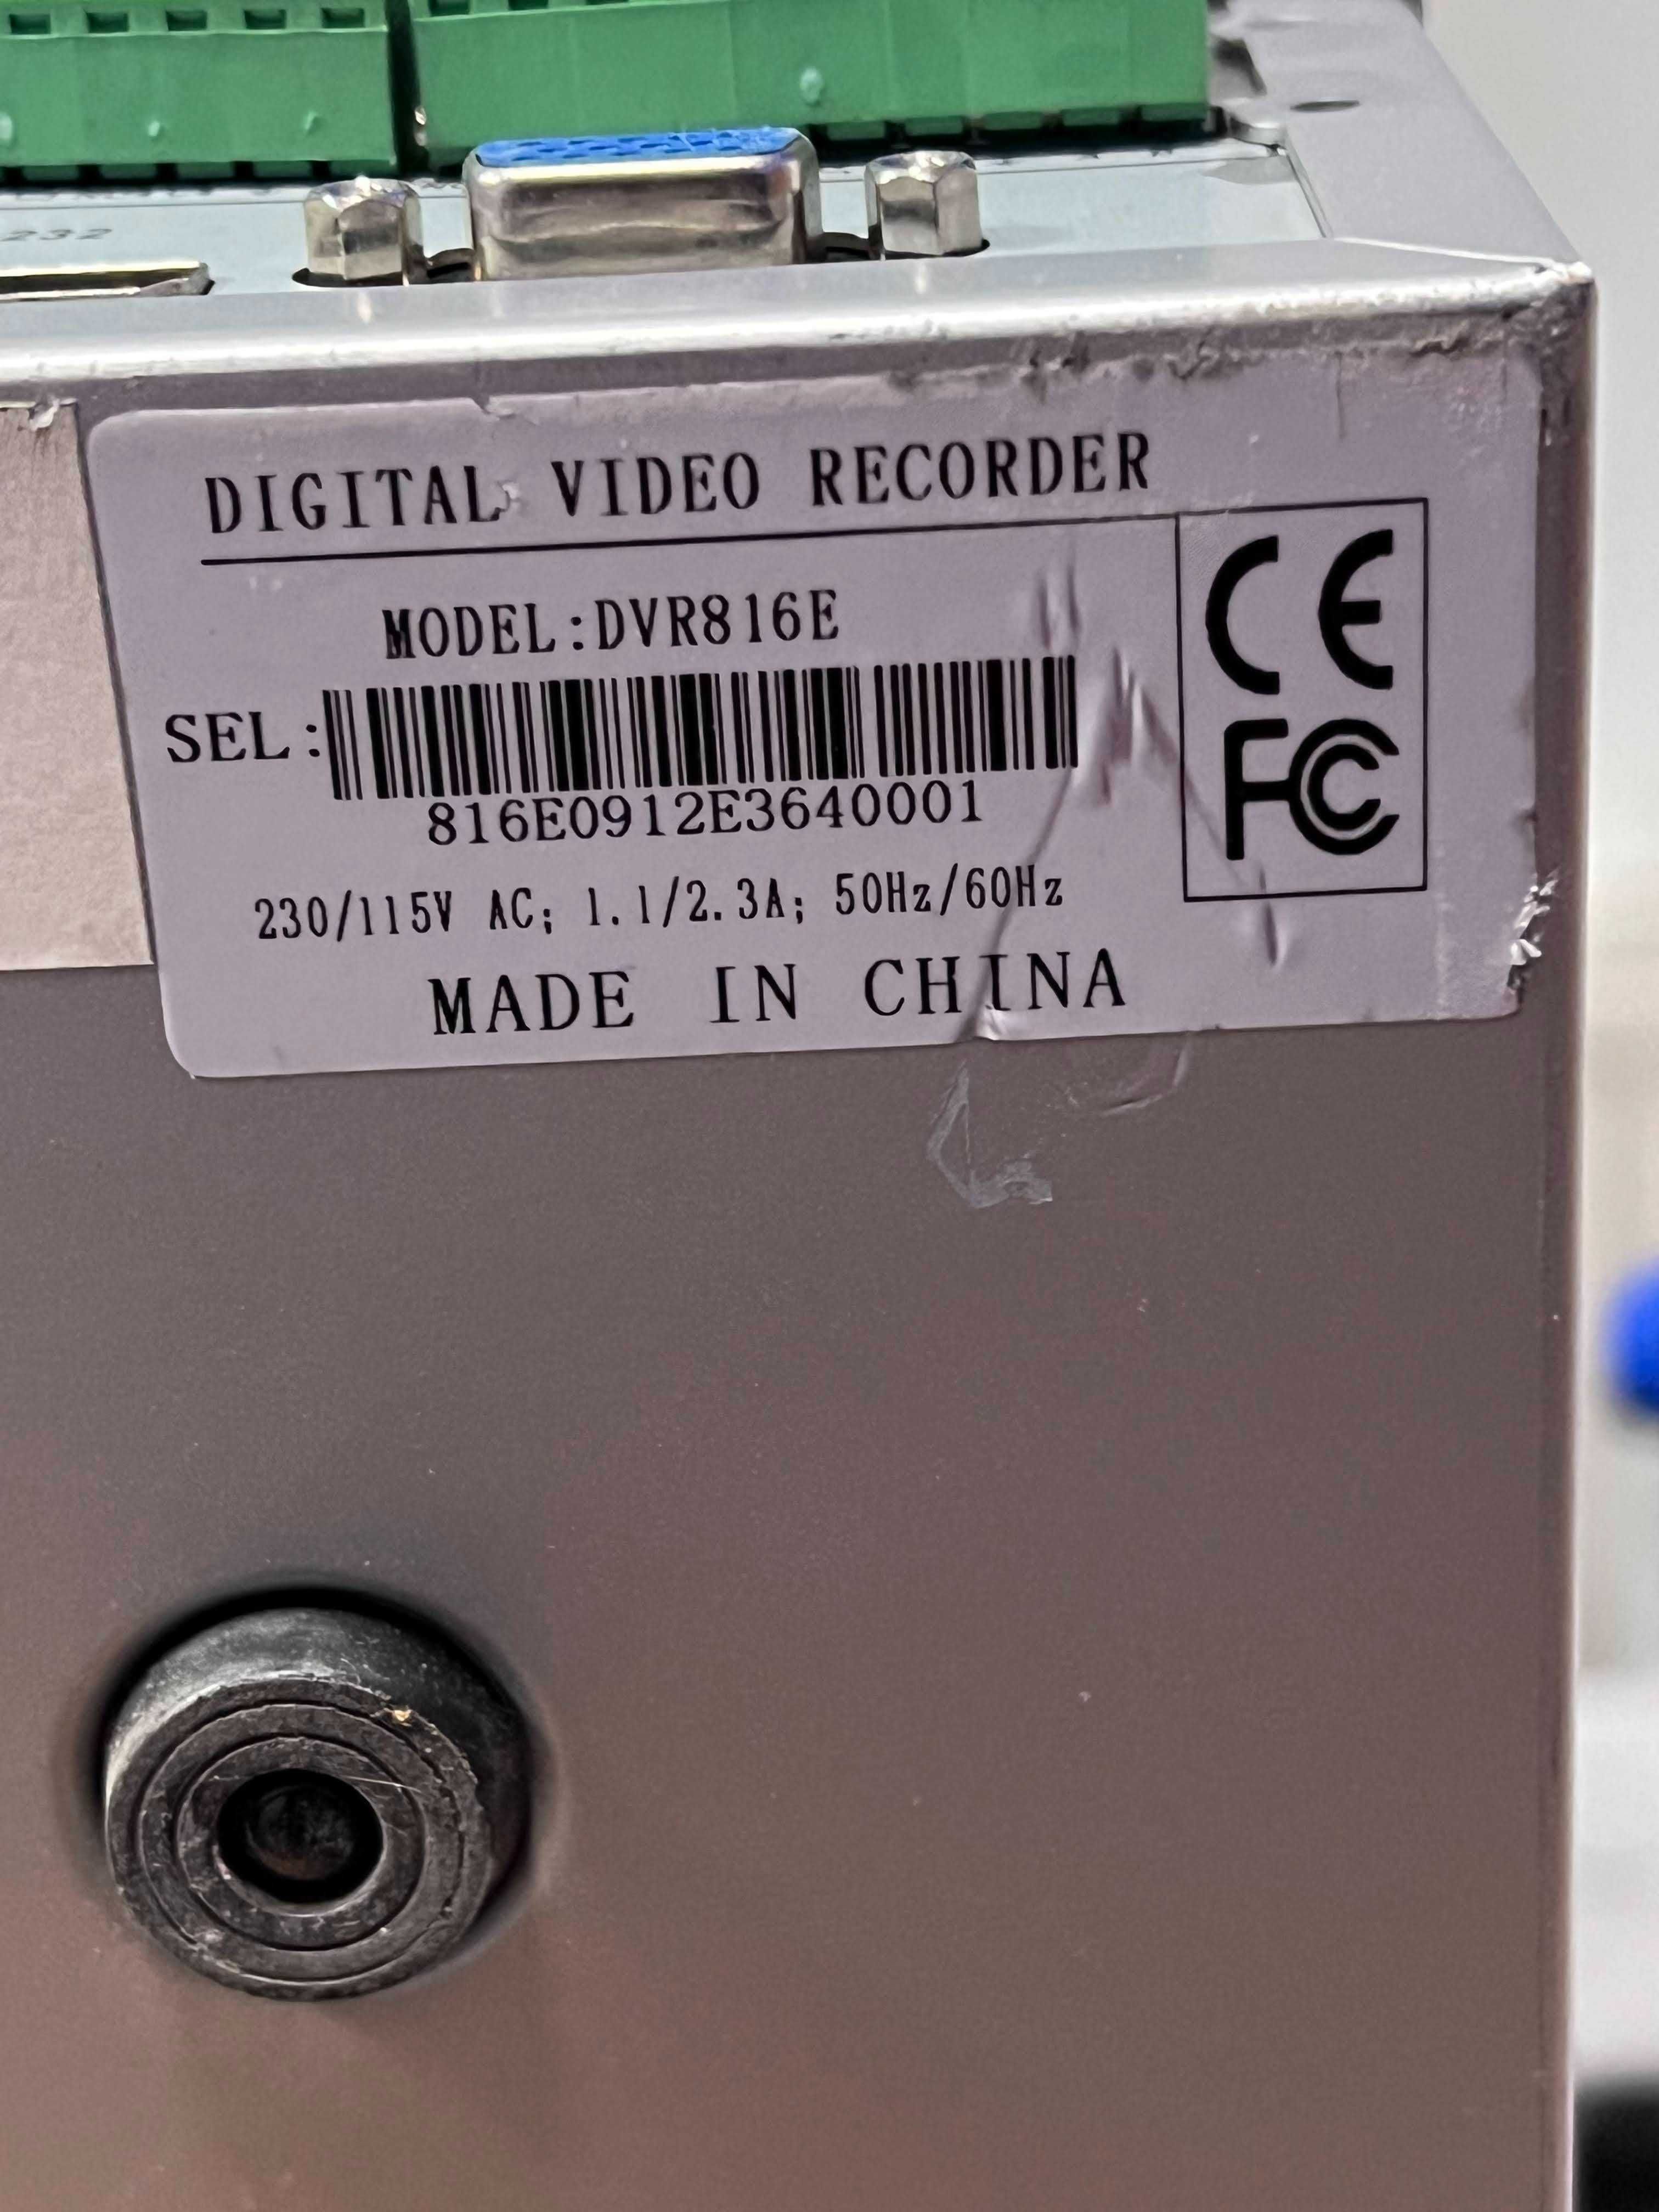 232
DIGITAL VIDEO RECORDER
MODEL:DVR816E
SEL:
816E0912E3640001
230/115V AC; 1.1/2.3A; 50Hz/60Hz
MADE IN CHINA
CE
FC